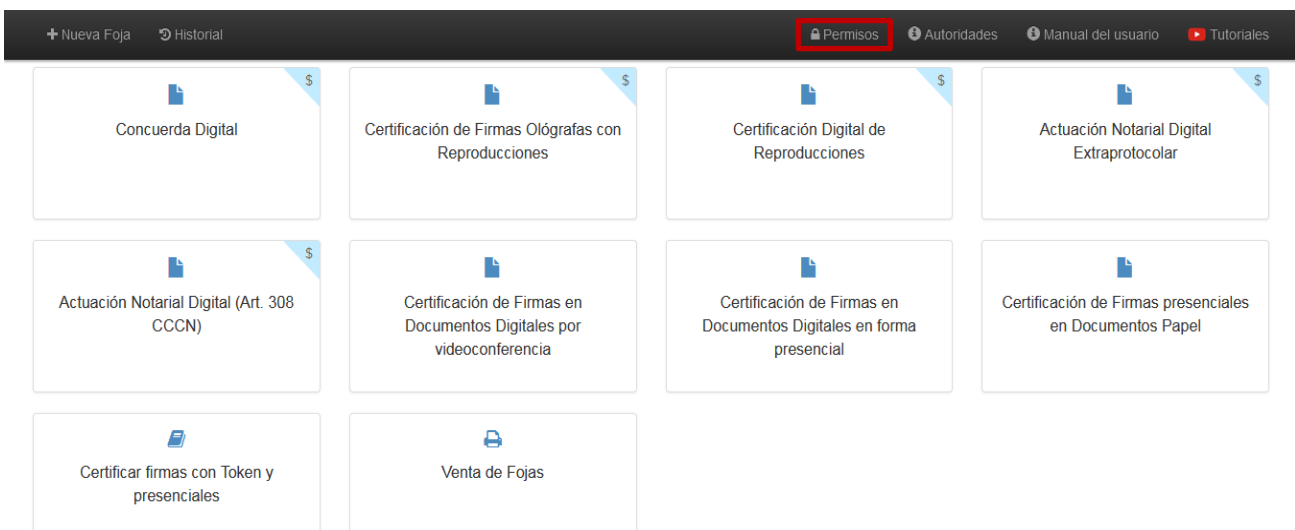 Nueva Foja Historial Permisos Autoridades Manual del usuario Tutoriales
$ $ $ $
Concuerda Digital
Certificación de Firmas Ológrafas con
Reproducciones
Certificación Digital de
Reproducciones
Actuación Notarial Digital
Extraprotocolar
$
Actuación Notarial Digital (Art. 308
CCCN)
Certificación de Firmas en
Documentos Digitales por
videoconferencia
Certificación de Firmas en
Documentos Digitales en forma
presencial
Certificación de Firmas presenciales
en Documentos Papel
Certificar firmas con Token y
presenciales
Venta de Fojas